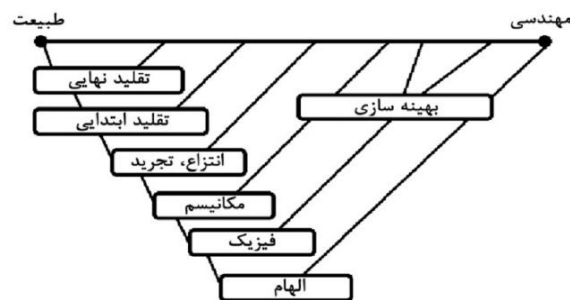 مهندسی
طبیعت
تقلید نهایی
بهینه سازی
تقلید ابتدایی
انتزاع، تجرید
مکانیسم
فیزیک
الهام